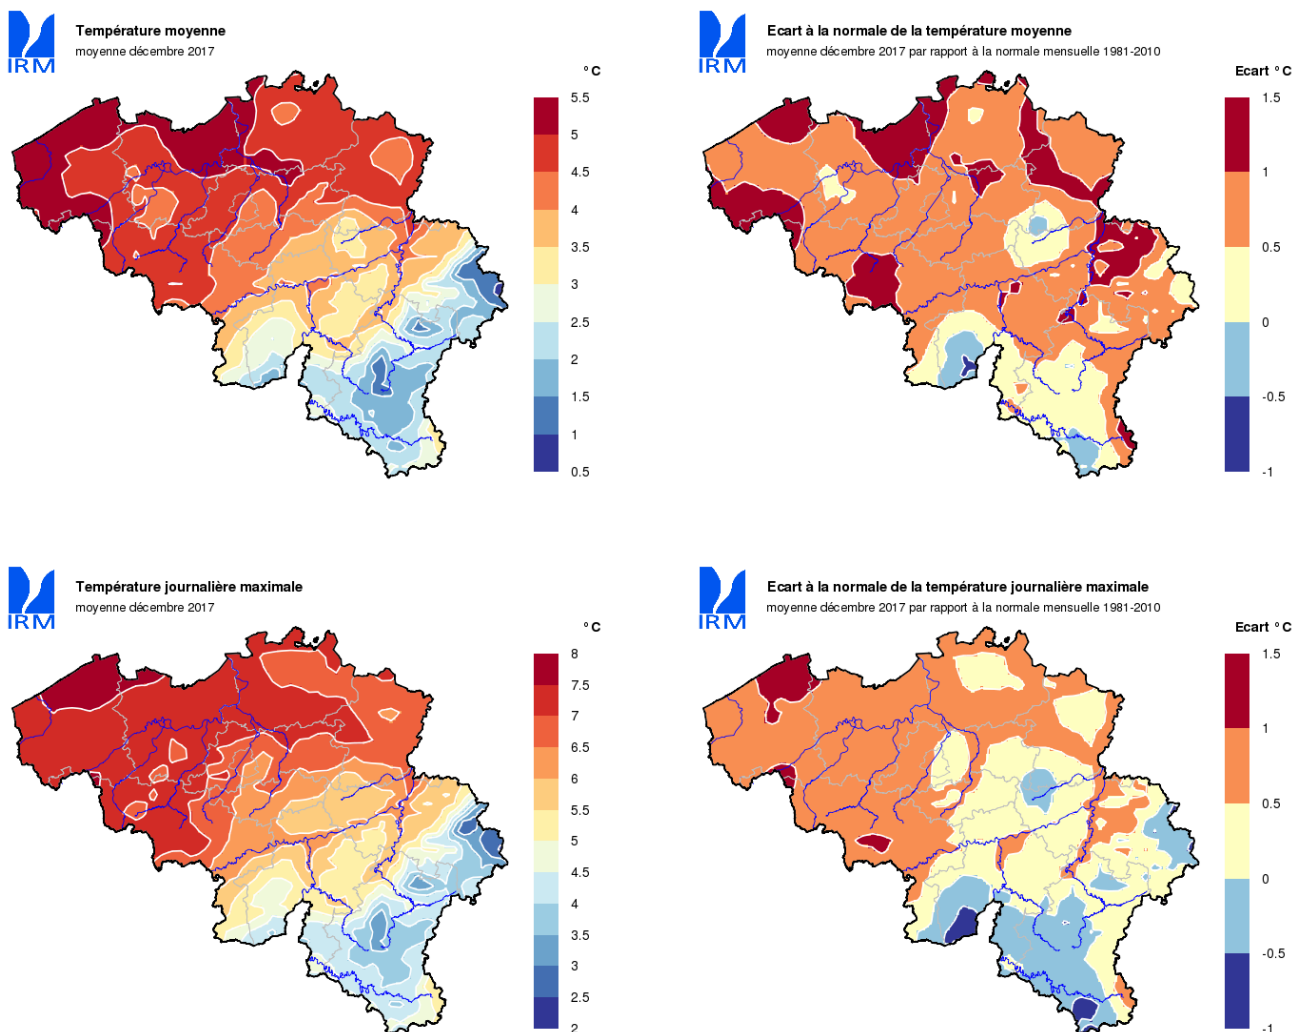 IRM
Température moyenne
moyenne décembre 2017
°C
5.5
5
4.5
4
3.5
3
2.5
2
1.5
1
0.5
IRM
Ecart à la normale de la température moyenne
moyenne décembre 2017 par rapport à la normale mensuelle 1981-2010
Ecart °C
1.5
1
0.5
0
-0.5
-1
IRM
Température journalière maximale
moyenne décembre 2017
°C
8
7.5
7
6.5
6
5.5
5
4.5
4
3.5
3
2.5
2
IRM
Ecart à la normale de la température journalière maximale
moyenne décembre 2017 par rapport à la normale mensuelle 1981-2010
Ecart °C
1.5
1
0.5
0
-0.5
-1